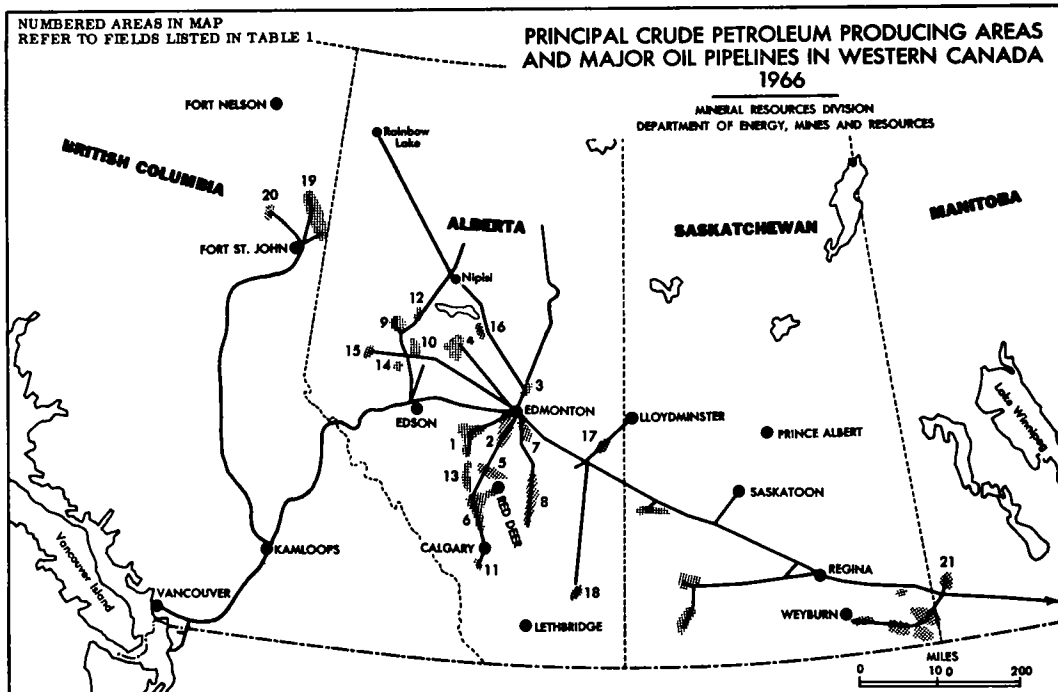 NUMBERED AREAS IN MAP
REFER TO FIELDS LISTED IN TABLE 1
PRINCIPAL CRUDE PETROLEUM PRODUCING AREAS
AND MAJOR OIL PIPELINES IN WESTERN CANADA
1966
MINERAL RESOURCES DIVISION
DEPARTMENT OF ENERGY, MINES AND RESOURCES
FORT NELSON
Rainbow
Lake
BRITISH COLUMBIA
20
19
ALBERTA
SASKATCHEWAN
MANITOBA
FORT ST. JOHN
Nipisi
12
9
16
10
4
15
14
3
EDMONTON
EDSON
LLOYDMINSTER
Lake Winnipeg
1
2
7
17
PRINCE ALBERT
13
5
8
RED DEER
SASKATOON
6
CALGARY
11
KAMLOOPS
Vancouver Island
VANCOUVER
18
REGINA
21
LETHBRIDGE
WEYBURN
MILES
0 10 0 200